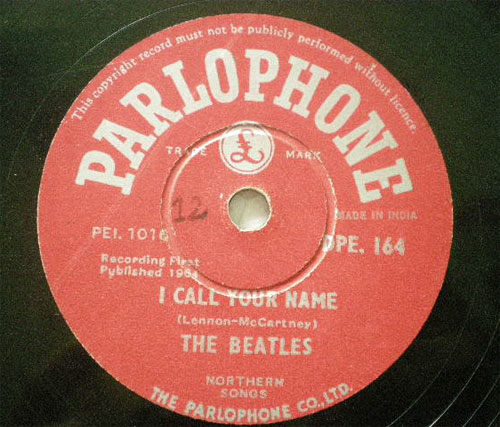 This copyright record must not be publicly performed without licence.
PARLOPHONE
TRADE MARK
£
12
MADE IN INDIA
PEI. 1016
DPE. 164
Recording First
Published 1964
I CALL YOUR NAME
(Lennon-McCartney)
THE BEATLES
NORTHERN
SONGS
THE PARLOPHONE CO., LTD.